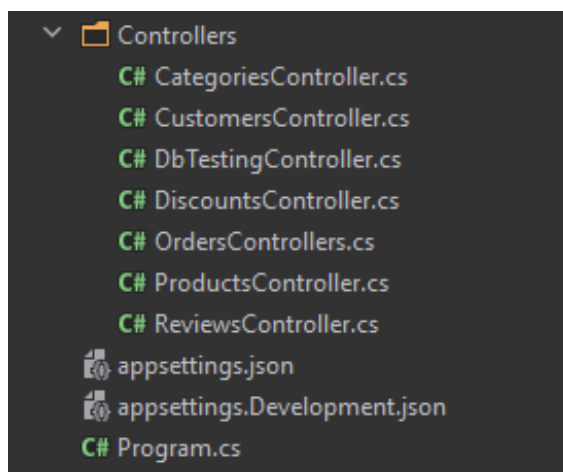 Controllers
C# CategoriesController.cs
C# CustomersController.cs
C# DbTestingController.cs
C# DiscountsController.cs
C# OrdersControllers.cs
C# ProductsController.cs
C# ReviewsController.cs
appsettings.json
appsettings.Development.json
C# Program.cs